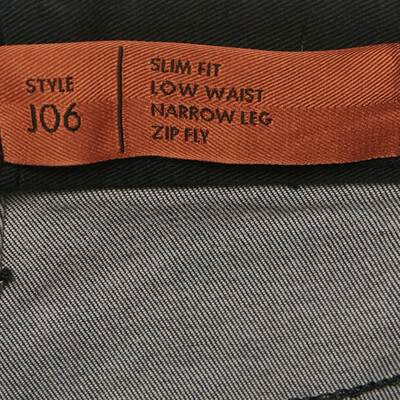 STYLE
J06
SLIM FIT
LOW WAIST
NARROW LEG
ZIP FLY